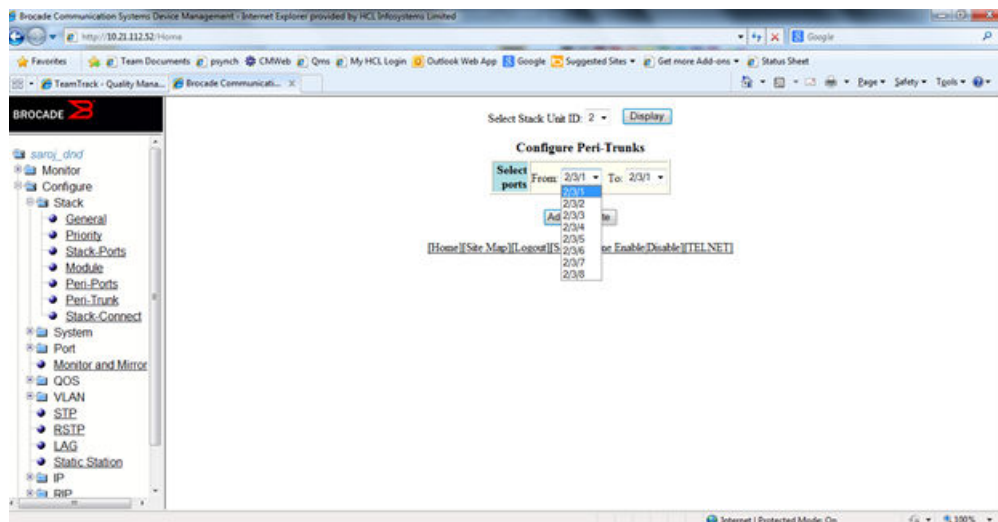 Brocade Communication Systems Device Management - Internet Explorer provided by HCL Infosystems Limited
http://10.21.112.52/Home
Google
Favorites Team Documents psynch CMWeb Qms My HCL Login Outlook Web App Google Suggested Sites Get more Add-ons Status Sheet
TeamTrack - Quality Mana... Brocade Communicati... X Page Safety Tools
BROCADE
Select Stack Unit ID: 2 Display
Configure Peri-Trunks
Select ports From: 2/3/1 To: 2/3/1
2/3/1
2/3/2
2/3/3
2/3/4
2/3/5
2/3/6
2/3/7
2/3/8
Ad te
[Home][Site Map][Logout][S me Enable|Disable][TELNET]
saroj_dnd
Monitor
Configure
Stack
General
Priority
Stack-Ports
Module
Peri-Ports
Peri-Trunk
Stack-Connect
System
Port
Monitor and Mirror
QOS
VLAN
STP
RSTP
LAG
Static Station
IP
RIP
Internet | Protected Mode: On 100%